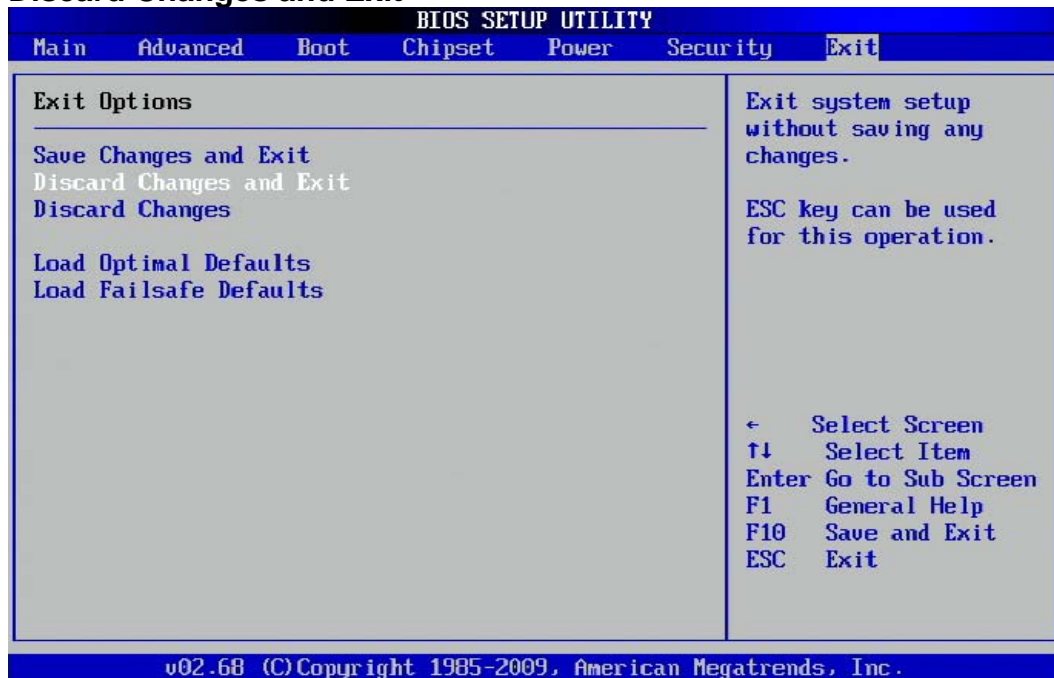 BIOS SETUP UTILITY
Main Advanced Boot Chipset Power Security Exit
Exit Options
Save Changes and Exit
Discard Changes and Exit
Discard Changes
Load Optimal Defaults
Load Failsafe Defaults
Exit system setup
without saving any
changes.
ESC key can be used
for this operation.
← Select Screen
↑↓ Select Item
Enter Go to Sub Screen
F1 General Help
F10 Save and Exit
ESC Exit
v02.68 (C)Copyright 1985-2009, American Megatrends, Inc.